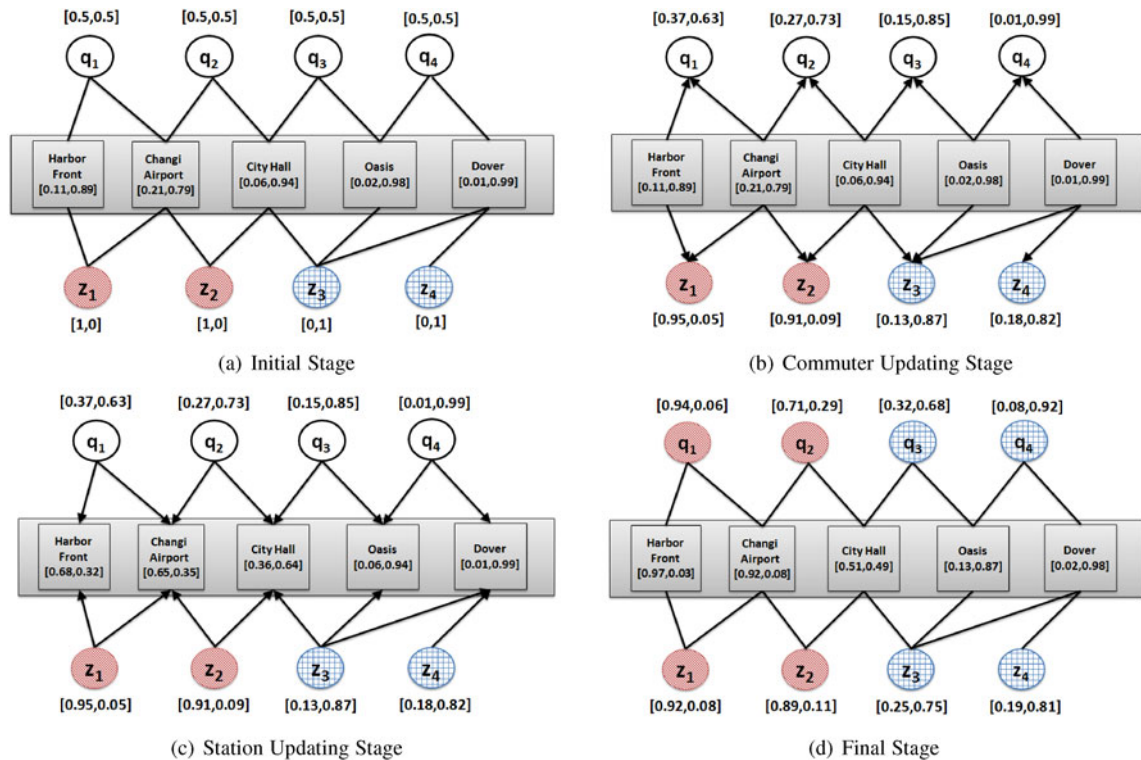 [0.5,0.5] [0.5,0.5] [0.5,0.5] [0.5,0.5]
q1 q2 q3 q4
Harbor Front [0.11,0.89]
Changi Airport [0.21,0.79]
City Hall [0.06,0.94]
Oasis [0.02,0.98]
Dover [0.01,0.99]
z1 z2 z3 z4
[1,0] [1,0] [0,1] [0,1]
(a) Initial Stage
[0.37,0.63] [0.27,0.73] [0.15,0.85] [0.01,0.99]
q1 q2 q3 q4
Harbor Front [0.11,0.89]
Changi Airport [0.21,0.79]
City Hall [0.06,0.94]
Oasis [0.02,0.98]
Dover [0.01,0.99]
z1 z2 z3 z4
[0.95,0.05] [0.91,0.09] [0.13,0.87] [0.18,0.82]
(b) Commuter Updating Stage
[0.37,0.63] [0.27,0.73] [0.15,0.85] [0.01,0.99]
q1 q2 q3 q4
Harbor Front [0.68,0.32]
Changi Airport [0.65,0.35]
City Hall [0.36,0.64]
Oasis [0.06,0.94]
Dover [0.01,0.99]
z1 z2 z3 z4
[0.95,0.05] [0.91,0.09] [0.13,0.87] [0.18,0.82]
(c) Station Updating Stage
[0.94,0.06] [0.71,0.29] [0.32,0.68] [0.08,0.92]
q1 q2 q3 q4
Harbor Front [0.97,0.03]
Changi Airport [0.92,0.08]
City Hall [0.51,0.49]
Oasis [0.13,0.87]
Dover [0.02,0.98]
z1 z2 z3 z4
[0.92,0.08] [0.89,0.11] [0.25,0.75] [0.19,0.81]
(d) Final Stage